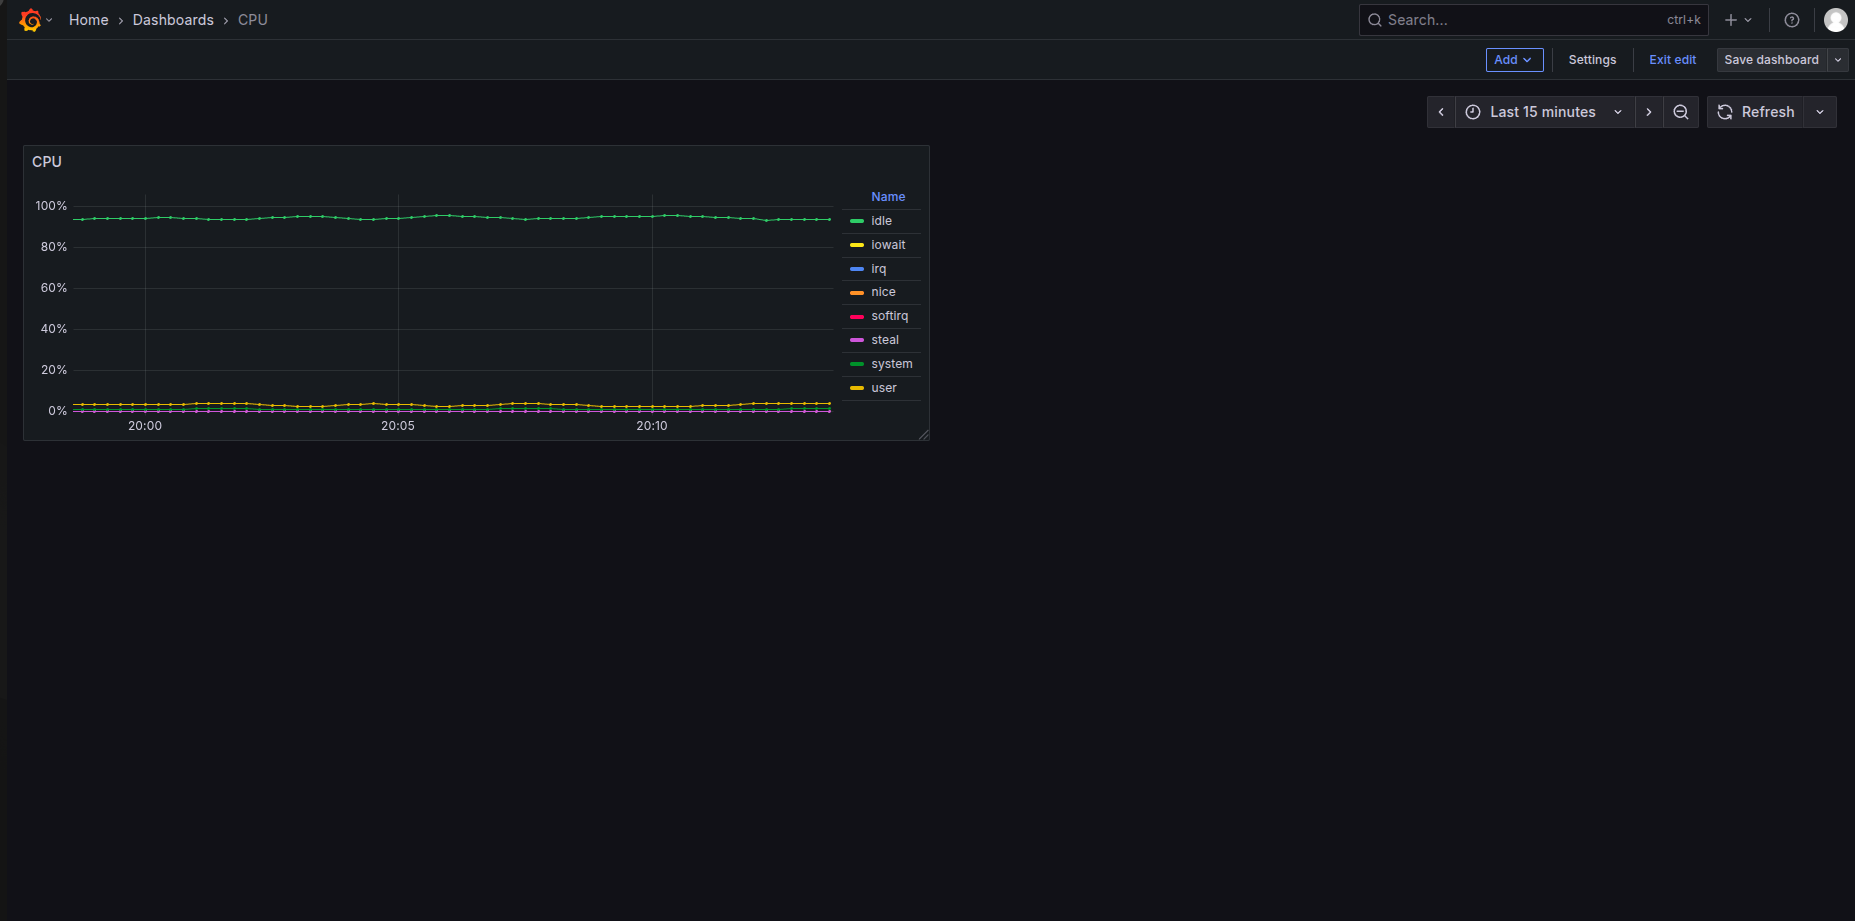 Home › Dashboards › CPU
Search... ctrl+k
Add
Settings
Exit edit
Save dashboard
Last 15 minutes
Refresh
CPU
Name
100%
80%
60%
40%
20%
0%
20:00
20:05
20:10
idle
iowait
irq
nice
softirq
steal
system
user